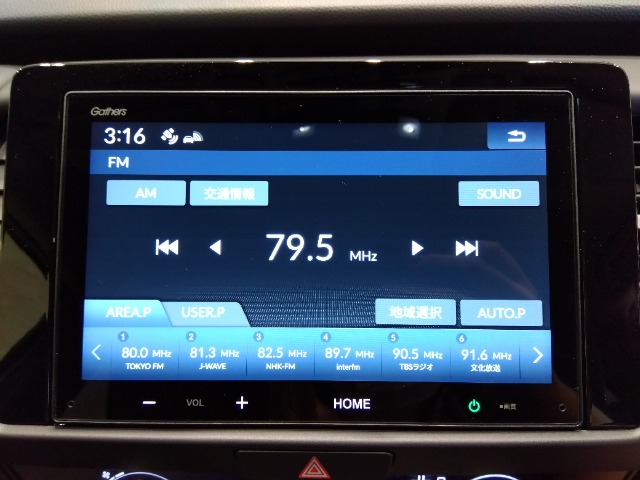 Gathers
3:16
FM
AM 交通情報 SOUND
79.5 MHz
AREA.P USER.P 地域選択 AUTO.P
1 2 3 4 5 6
80.0 MHz 81.3 MHz 82.5 MHz 89.7 MHz 90.5 MHz 91.6 MHz
TOKYO FM J-WAVE NHK-FM interfm TBSラジオ 文化放送
− VOL + HOME ■画質